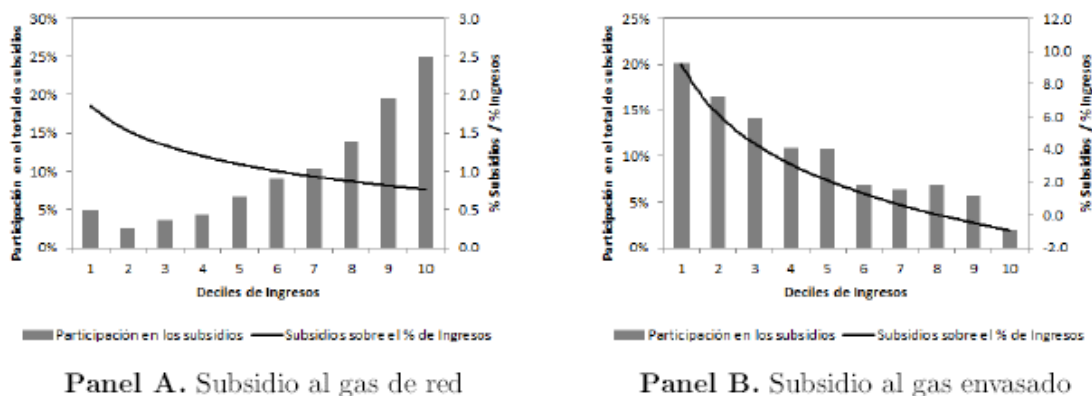 Participación en el total de subsidios
30%
25%
20%
15%
10%
5%
0%
3.0
2.5
2.0
1.5
1.0
0.5
0.0
% Subsidios / % Ingresos
1 2 3 4 5 6 7 8 9 10
Deciles de Ingresos
Participación en los subsidios
Subsidios sobre el % de Ingresos
Panel A. Subsidio al gas de red
Participación en el total de subsidios
25%
20%
15%
10%
5%
0%
12.0
10.0
8.0
6.0
4.0
2.0
0.0
-2.0
% Subsidios / % Ingresos
1 2 3 4 5 6 7 8 9 10
Deciles de Ingresos
Participación en los subsidios
Subsidios sobre el % de Ingresos
Panel B. Subsidio al gas envasado